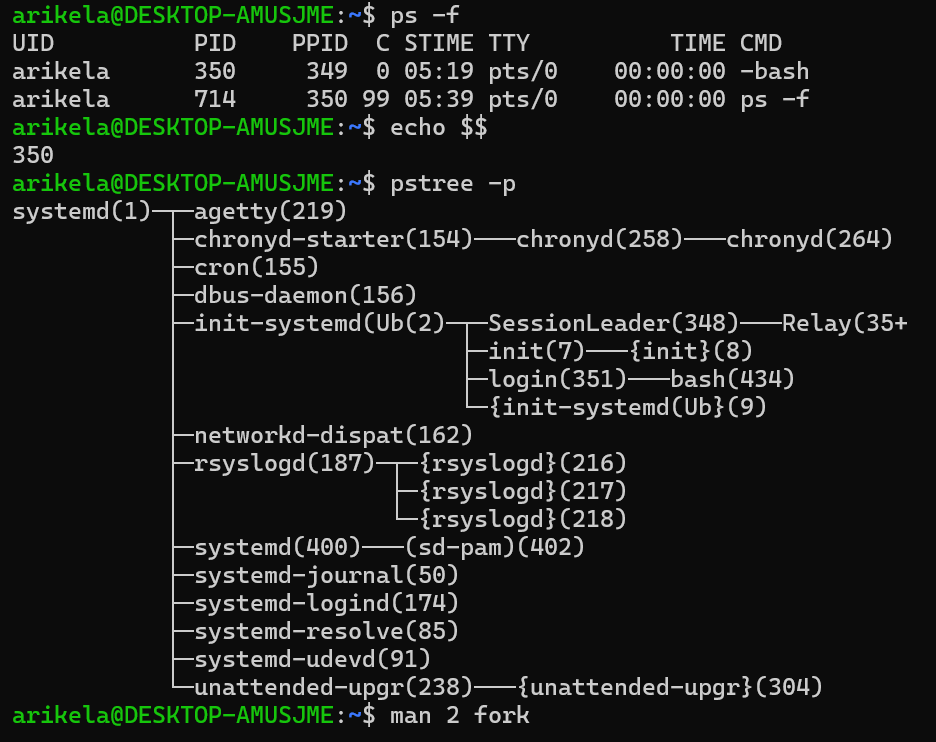 arikela@DESKTOP-AMUSJME:~$ ps -f
UID          PID    PPID  C STIME TTY          TIME CMD
arikela      350     349  0 05:19 pts/0    00:00:00 -bash
arikela      714     350 99 05:39 pts/0    00:00:00 ps -f
arikela@DESKTOP-AMUSJME:~$ echo $$
350
arikela@DESKTOP-AMUSJME:~$ pstree -p
systemd(1)─┬─agetty(219)
           ├─chronyd-starter(154)───chronyd(258)───chronyd(264)
           ├─cron(155)
           ├─dbus-daemon(156)
           ├─init-systemd(Ub(2)─┬─SessionLeader(348)───Relay(35+
           │                    ├─init(7)───{init}(8)
           │                    ├─login(351)───bash(434)
           │                    └─{init-systemd(Ub}(9)
           ├─networkd-dispat(162)
           ├─rsyslogd(187)─┬─{rsyslogd}(216)
           │               ├─{rsyslogd}(217)
           │               └─{rsyslogd}(218)
           ├─systemd(400)───(sd-pam)(402)
           ├─systemd-journal(50)
           ├─systemd-logind(174)
           ├─systemd-resolve(85)
           ├─systemd-udevd(91)
           └─unattended-upgr(238)───{unattended-upgr}(304)
arikela@DESKTOP-AMUSJME:~$ man 2 fork